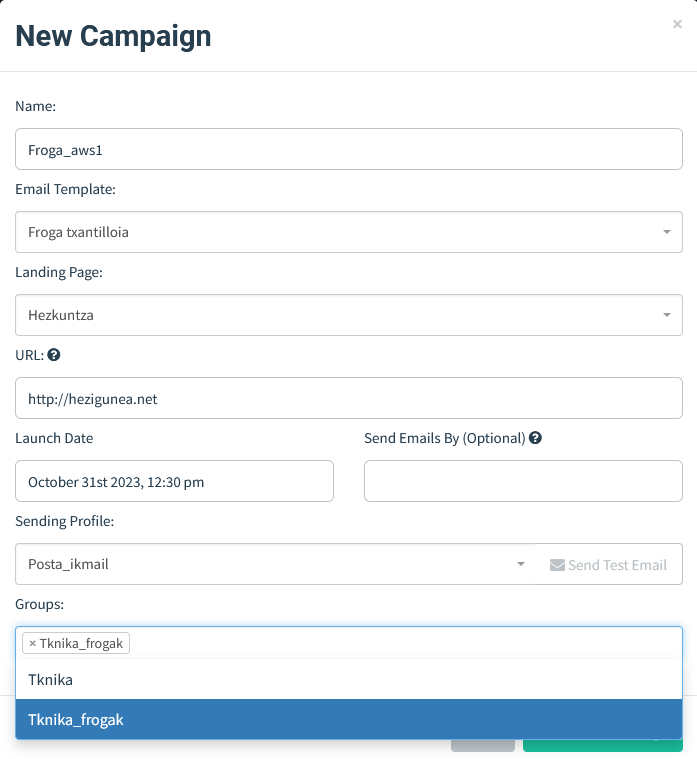 New Campaign
×
Name:
Froga_aws1
Email Template:
Froga txantilloia
Landing Page:
Hezkuntza
URL:
http://hezigunea.net
Launch Date
Send Emails By (Optional)
October 31st 2023, 12:30 pm
Sending Profile:
Posta_ikmail
Send Test Email
Groups:
× Tknika_frogak
Tknika
Tknika_frogak